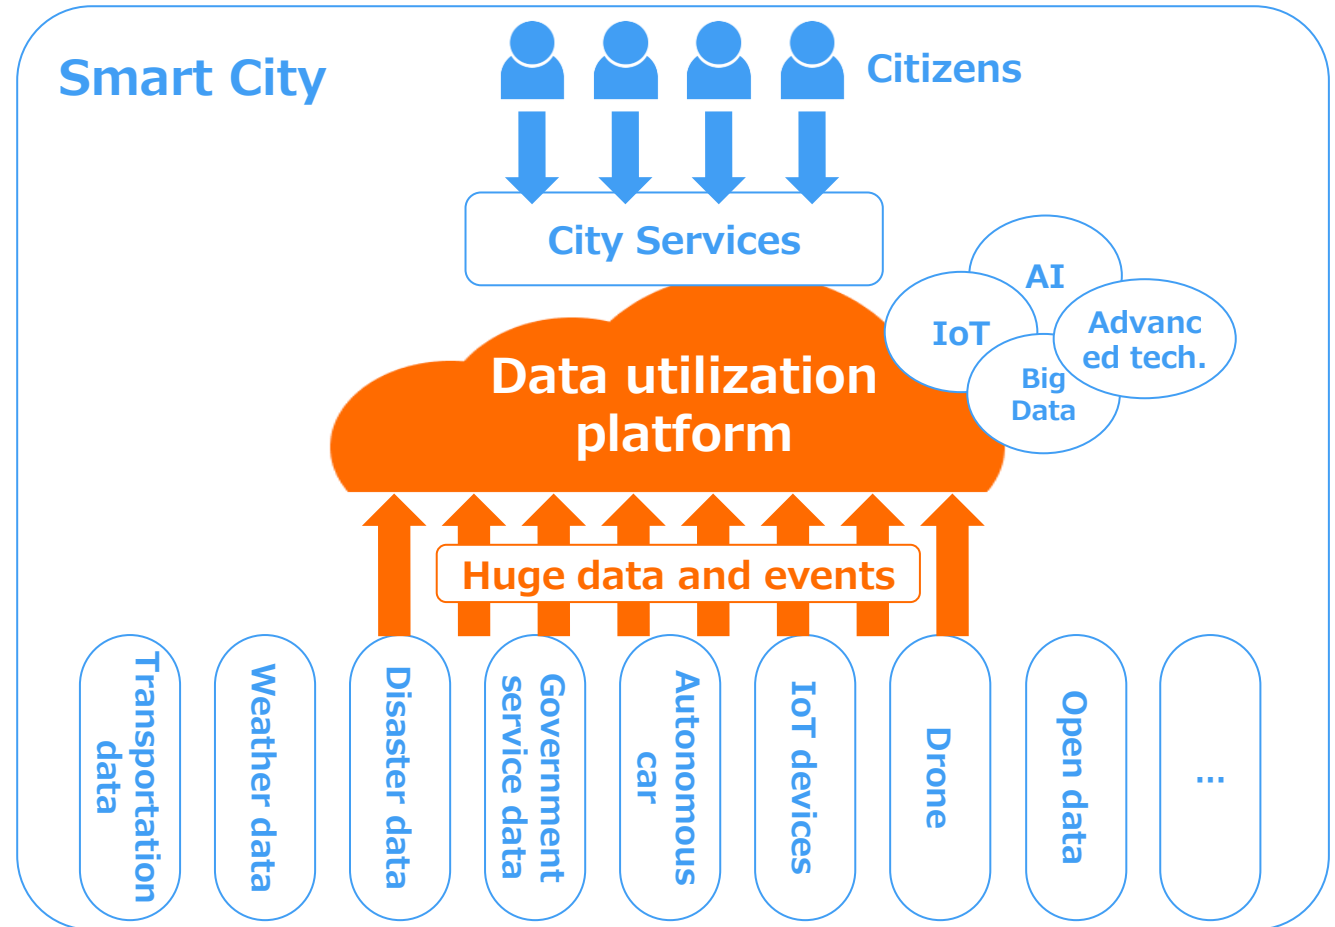 Smart City
Citizens
City Services
AI
IoT
Advanc
ed tech.
Big
Data
Data utilization
platform
Huge data and events
Transportation
data
Weather data
Disaster data
Government
service data
Autonomous
car
IoT devices
Drone
Open data
...